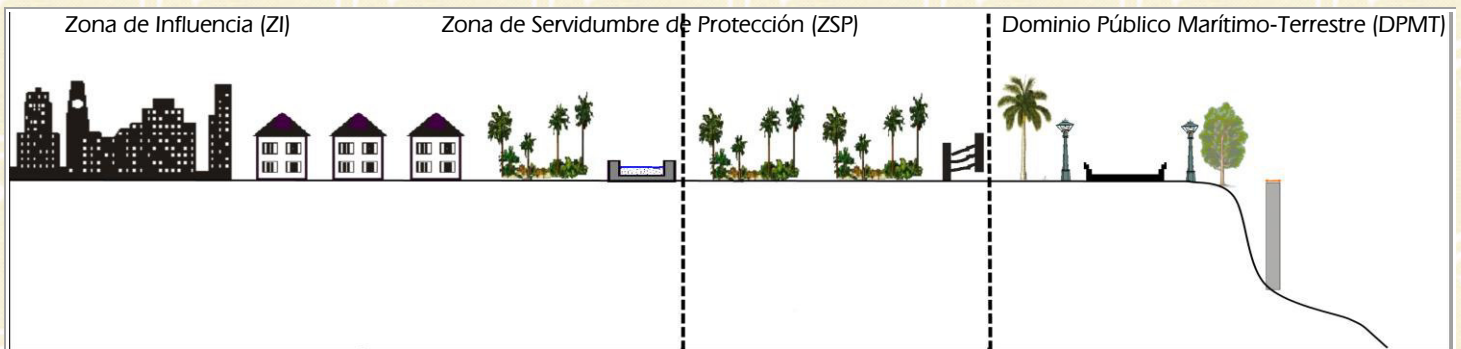 Zona de Influencia (ZI) Zona de Servidumbre de Protección (ZSP) Dominio Público Marítimo-Terrestre (DPMT)